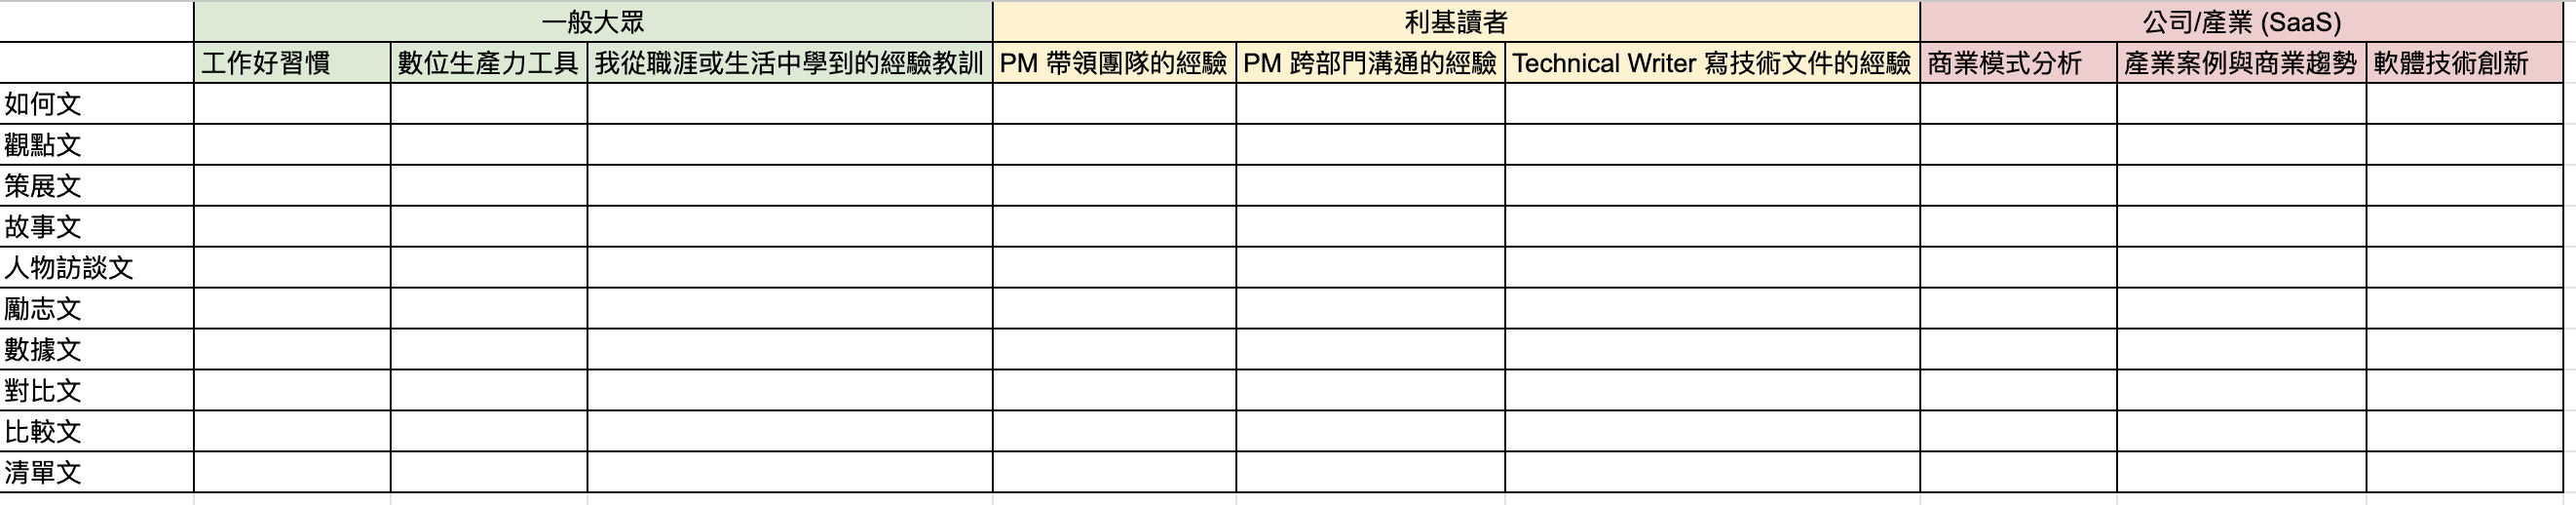 一般大眾 利基讀者 公司/產業 (SaaS)
工作好習慣 數位生產力工具 我從職涯或生活中學到的經驗教訓 PM 帶領團隊的經驗 PM 跨部門溝通的經驗 Technical Writer 寫技術文件的經驗 商業模式分析 產業案例與商業趨勢 軟體技術創新
如何文
觀點文
策展文
故事文
人物訪談文
勵志文
數據文
對比文
比較文
清單文